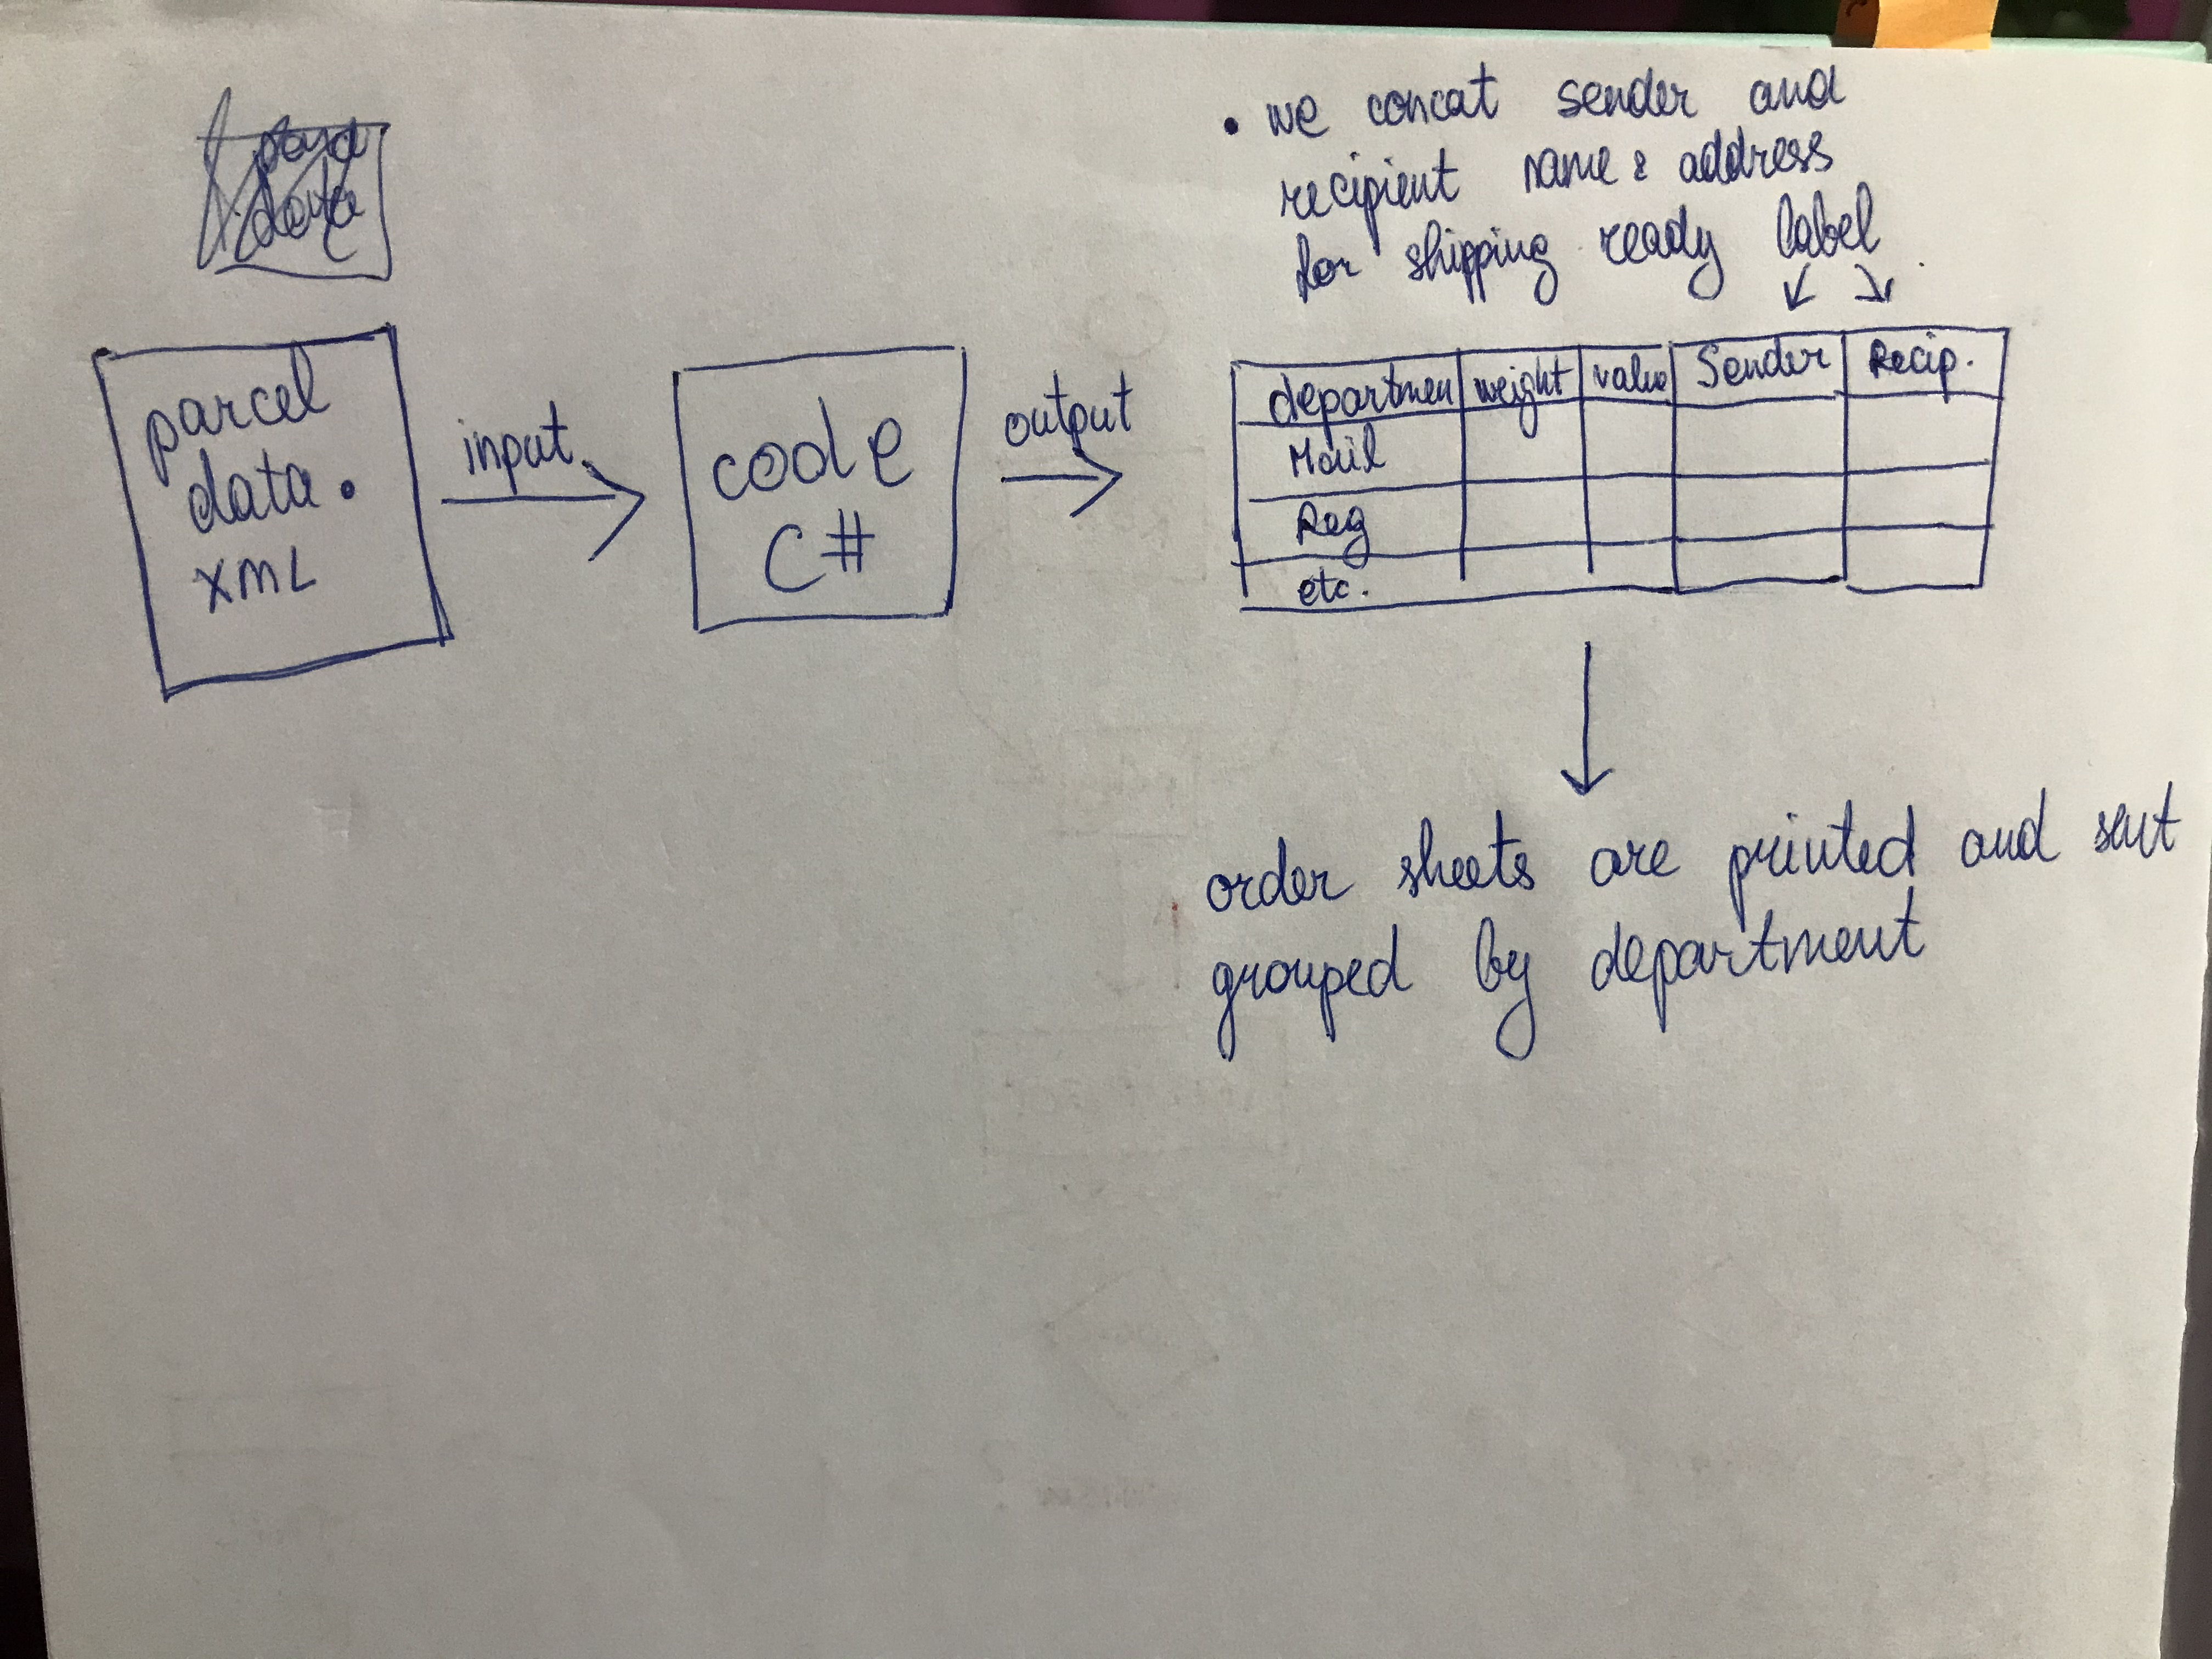 • we concat sender and
recipient name & address
for shipping ready label
parcel
data.
XML
input
code
C#
output
departmen weight value Sender Recip.
Mail
Reg
etc.
order sheets are printed and sent
grouped by department